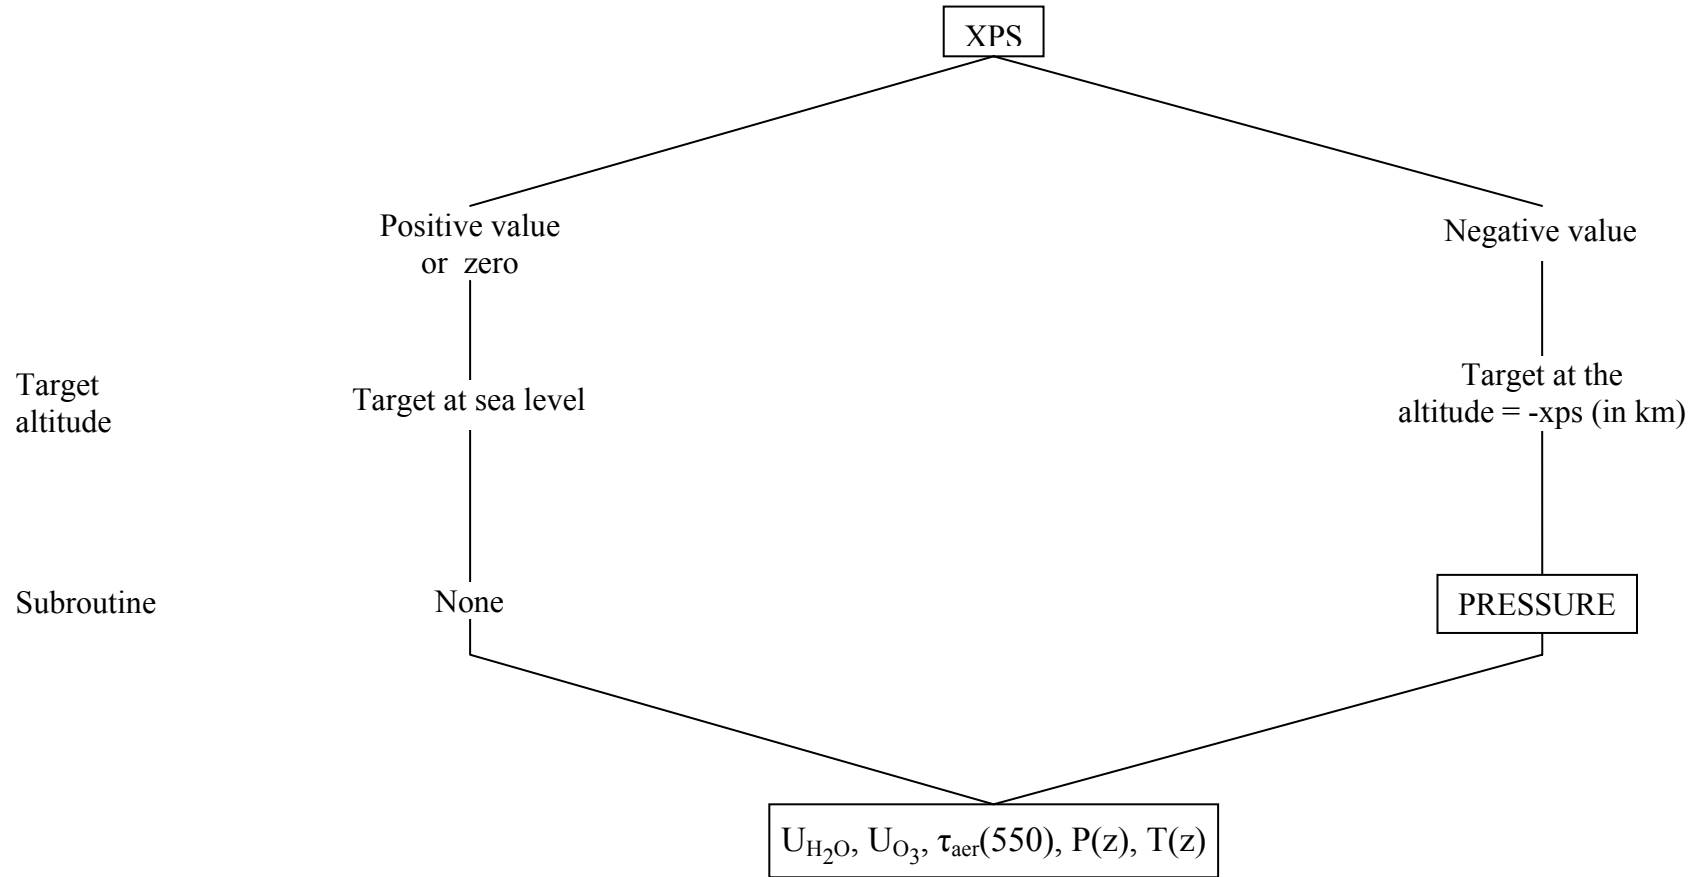 XPS
Positive value
or zero
Negative value
Target
altitude
Target at sea level
Target at the
altitude = -xps (in km)
Subroutine
None
PRESSURE
U_H₂O, U_O₃, τ_aer(550), P(z), T(z)